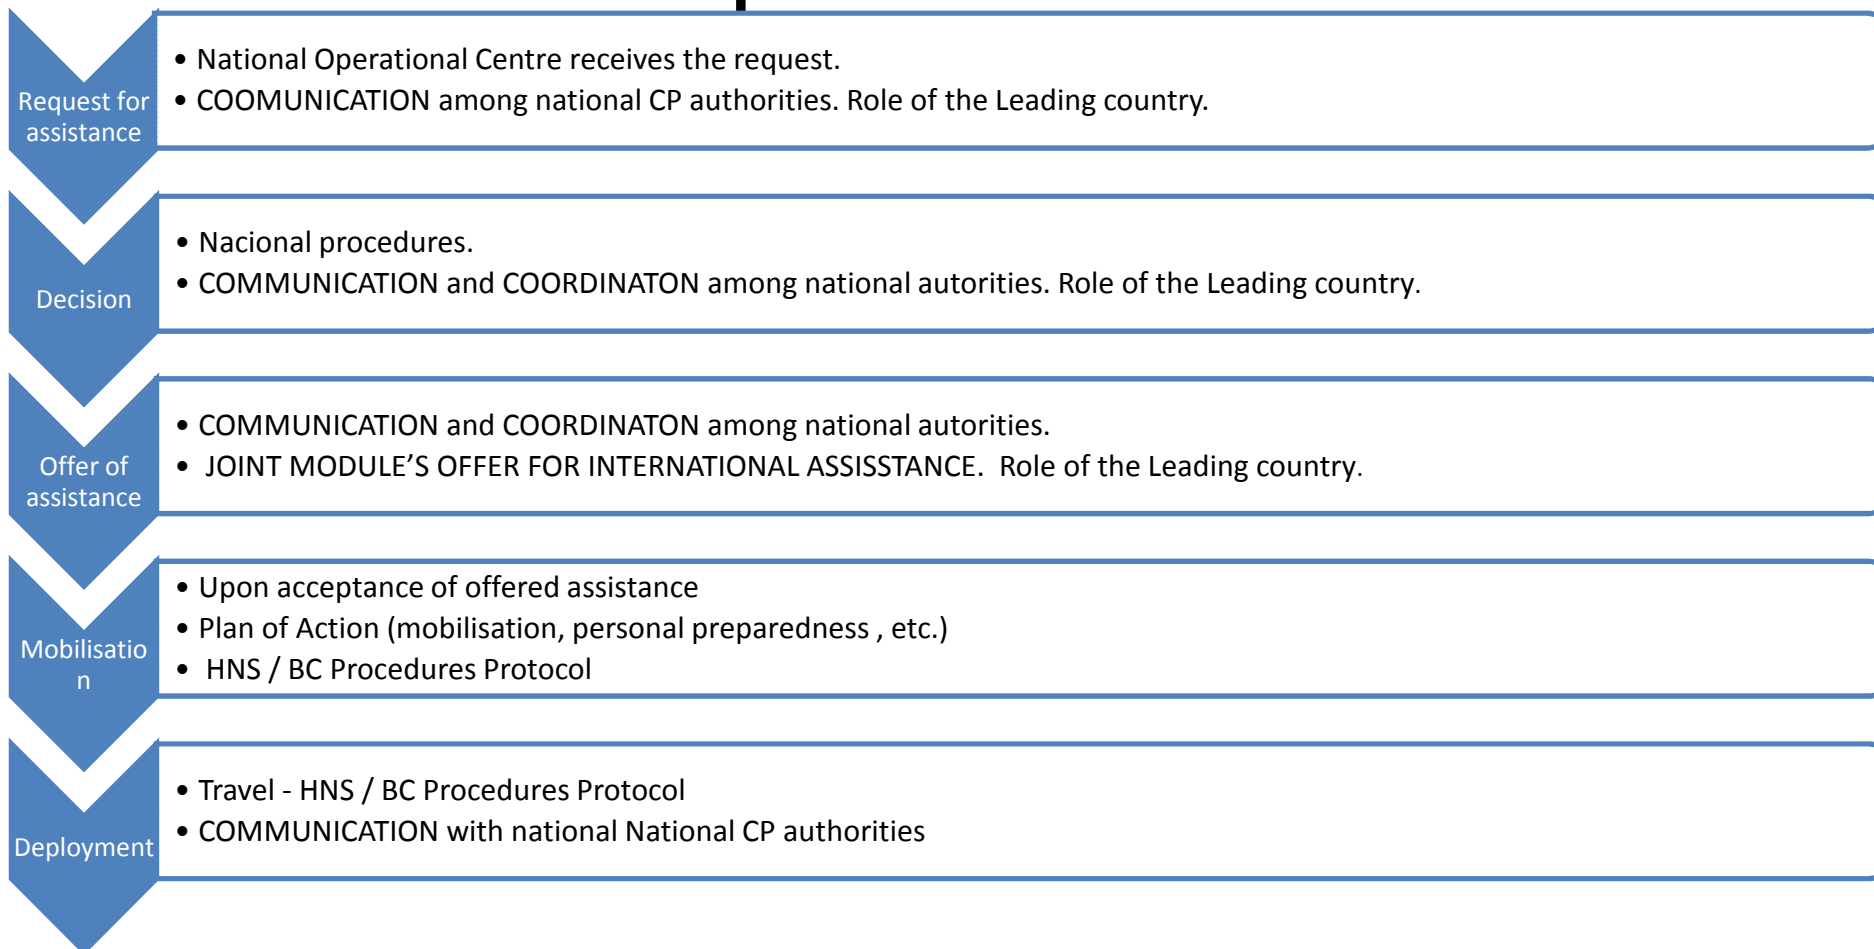 Request for
assistance
• National Operational Centre receives the request.
• COOMUNICATION among national CP authorities. Role of the Leading country.
Decision
• Nacional procedures.
• COMMUNICATION and COORDINATON among national autorities. Role of the Leading country.
Offer of
assistance
• COMMUNICATION and COORDINATON among national autorities.
• JOINT MODULE’S OFFER FOR INTERNATIONAL ASSISSTANCE.  Role of the Leading country.
Mobilisatio
n
• Upon acceptance of offered assistance
• Plan of Action (mobilisation, personal preparedness , etc.)
• HNS / BC Procedures Protocol
Deployment
• Travel - HNS / BC Procedures Protocol
• COMMUNICATION with national National CP authorities